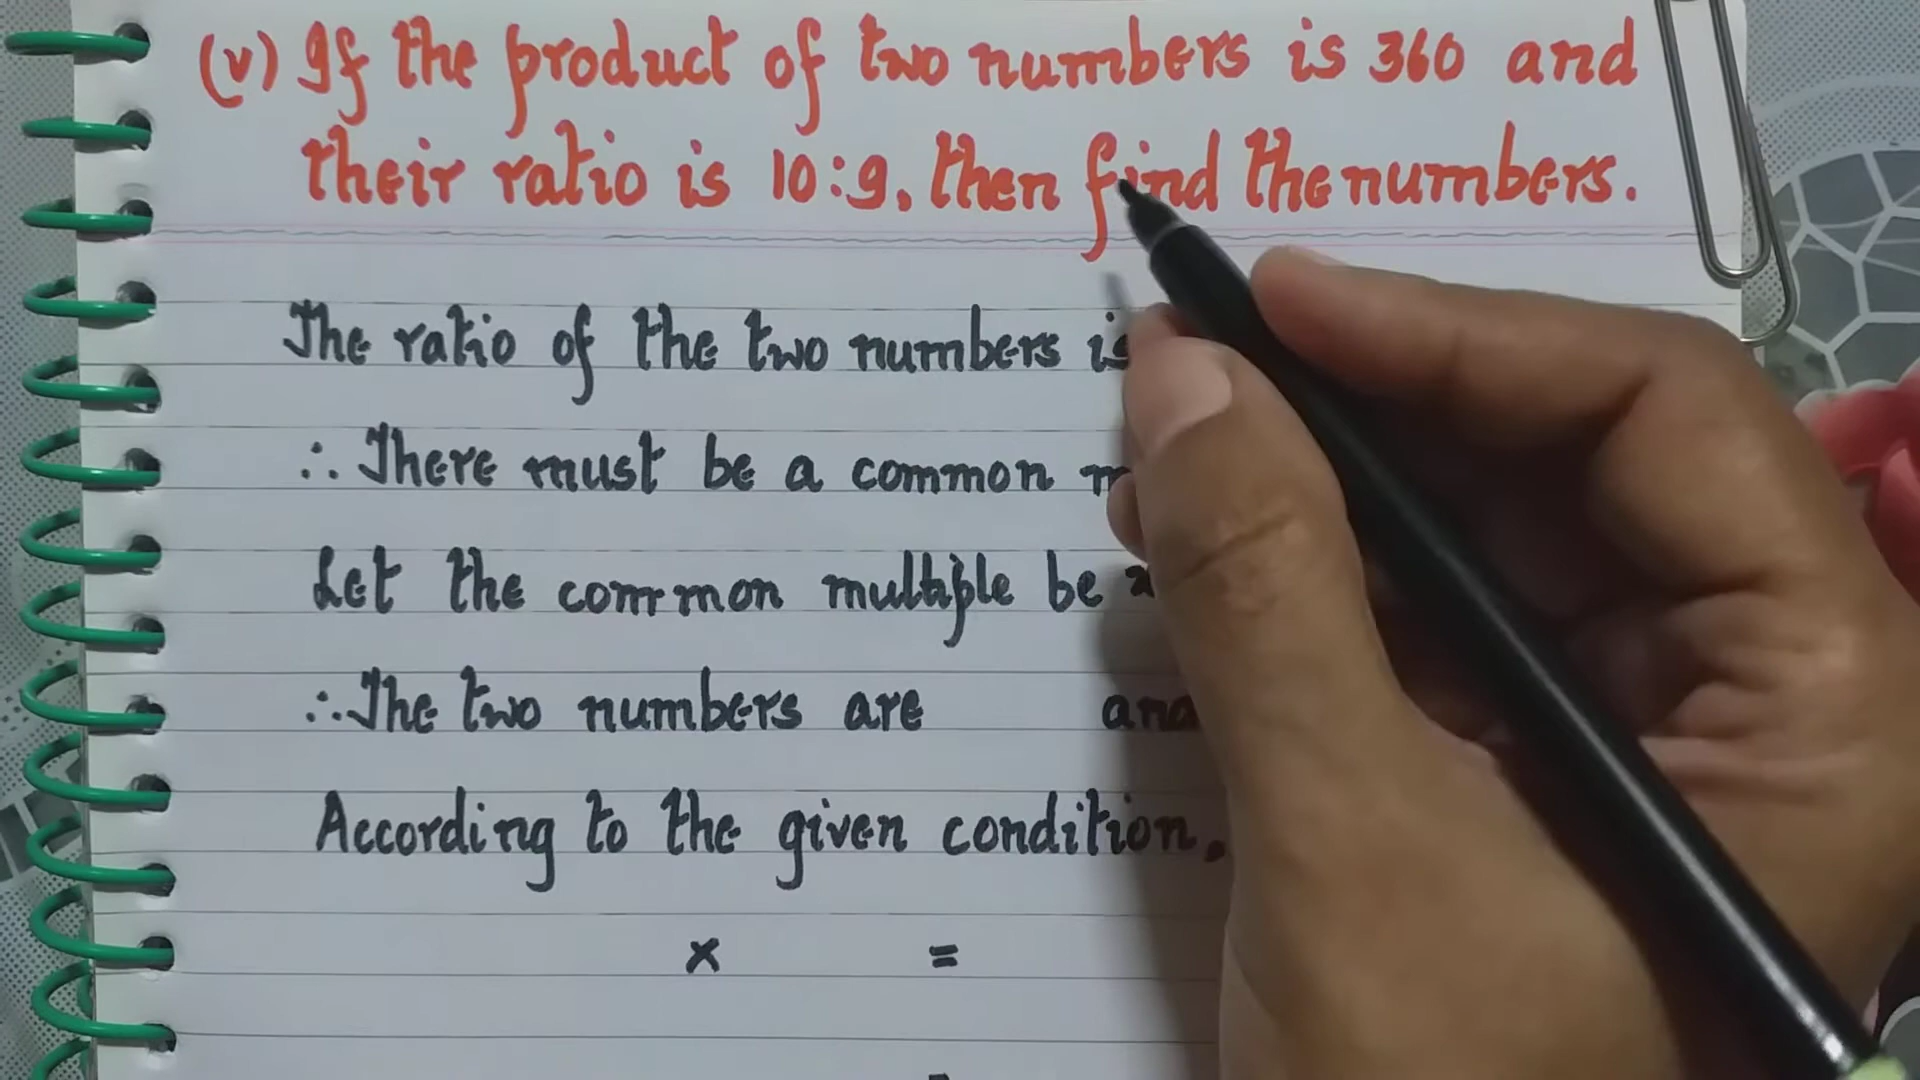 (v) If the product of two numbers is 360 and
their ratio is 10:9, then find the numbers.
The ratio of the two numbers is
∴ There must be a common
Let the common multiple be x
∴ The two numbers are and
According to the given condition,
× =